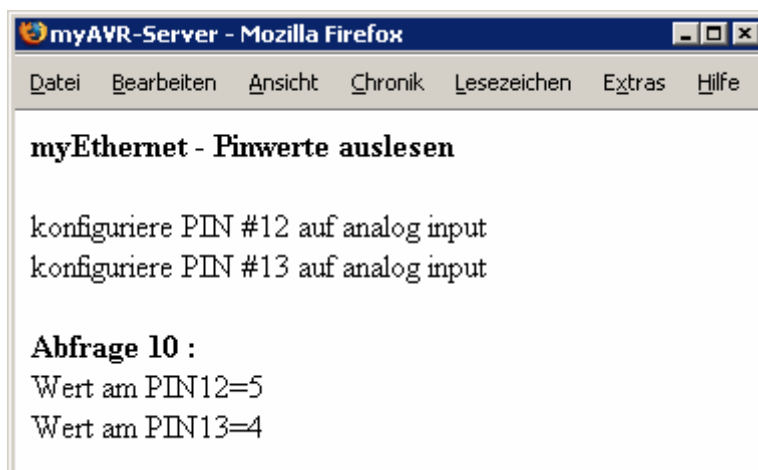 myAVR-Server - Mozilla Firefox
Datei Bearbeiten Ansicht Chronik Lesezeichen Extras Hilfe
myEthernet - Pinwerte auslesen
konfiguriere PIN #12 auf analog input
konfiguriere PIN #13 auf analog input
Abfrage 10 :
Wert am PIN12=5
Wert am PIN13=4